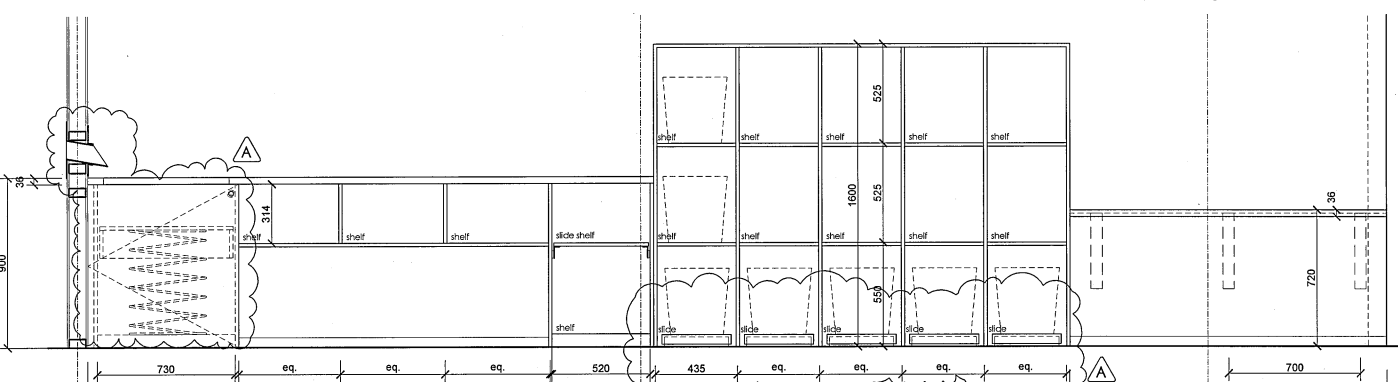 A
36
314
900
shelf
shelf
shelf
slide shelf
shelf
shelf
shelf
shelf
shelf
shelf
525
shelf
shelf
shelf
shelf
shelf
525
1600
550
slide
slide
slide
slide
slide
36
720
730
eq.
eq.
eq.
520
435
eq.
eq.
eq.
eq.
A
700